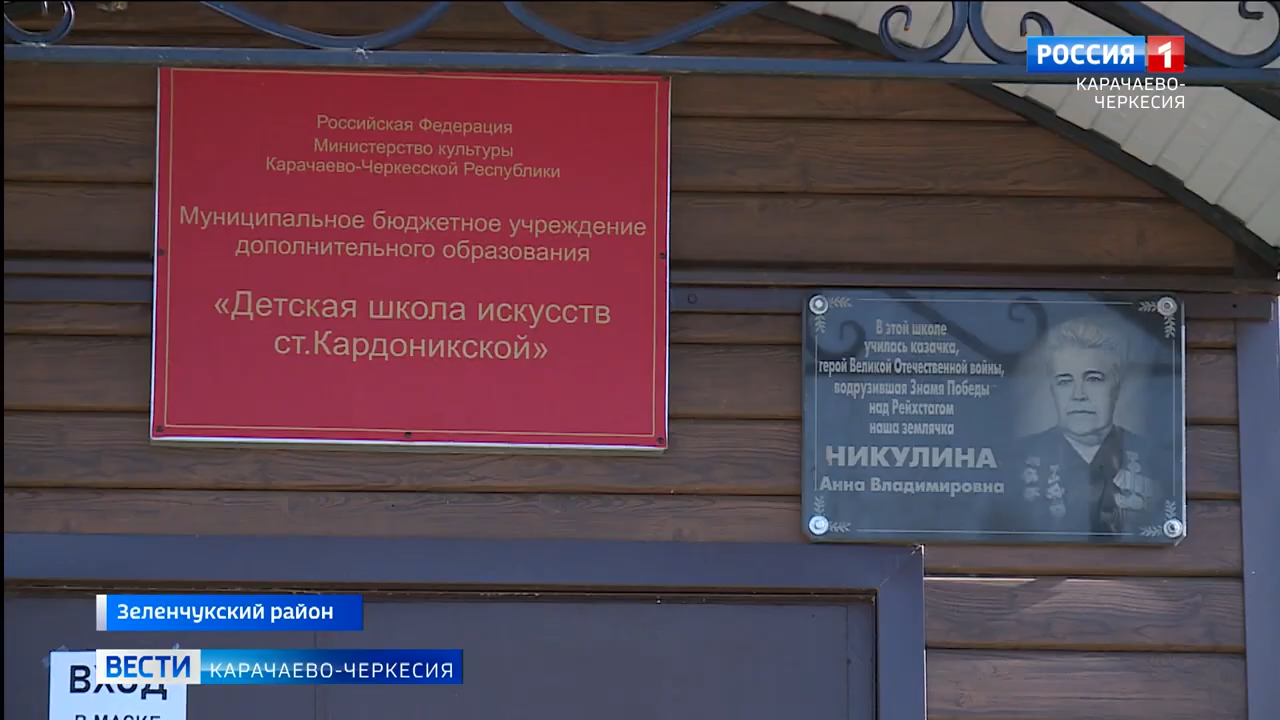 РОССИЯ 1
КАРАЧАЕВО-
ЧЕРКЕСИЯ
Российская Федерация
Министерство культуры
Карачаево-Черкесской Республики
Муниципальное бюджетное учреждение
дополнительного образования
«Детская школа искусств
ст.Кардоникской»
В этой школе
училась казачка,
герой Великой Отечественной войны,
водрузившая Знамя Победы
над Рейхстагом
наша землячка
НИКУЛИНА
Анна Владимировна
Зеленчукский район
ВЕСТИ КАРАЧАЕВО-ЧЕРКЕСИЯ
ВХОД
В МАСКЕ